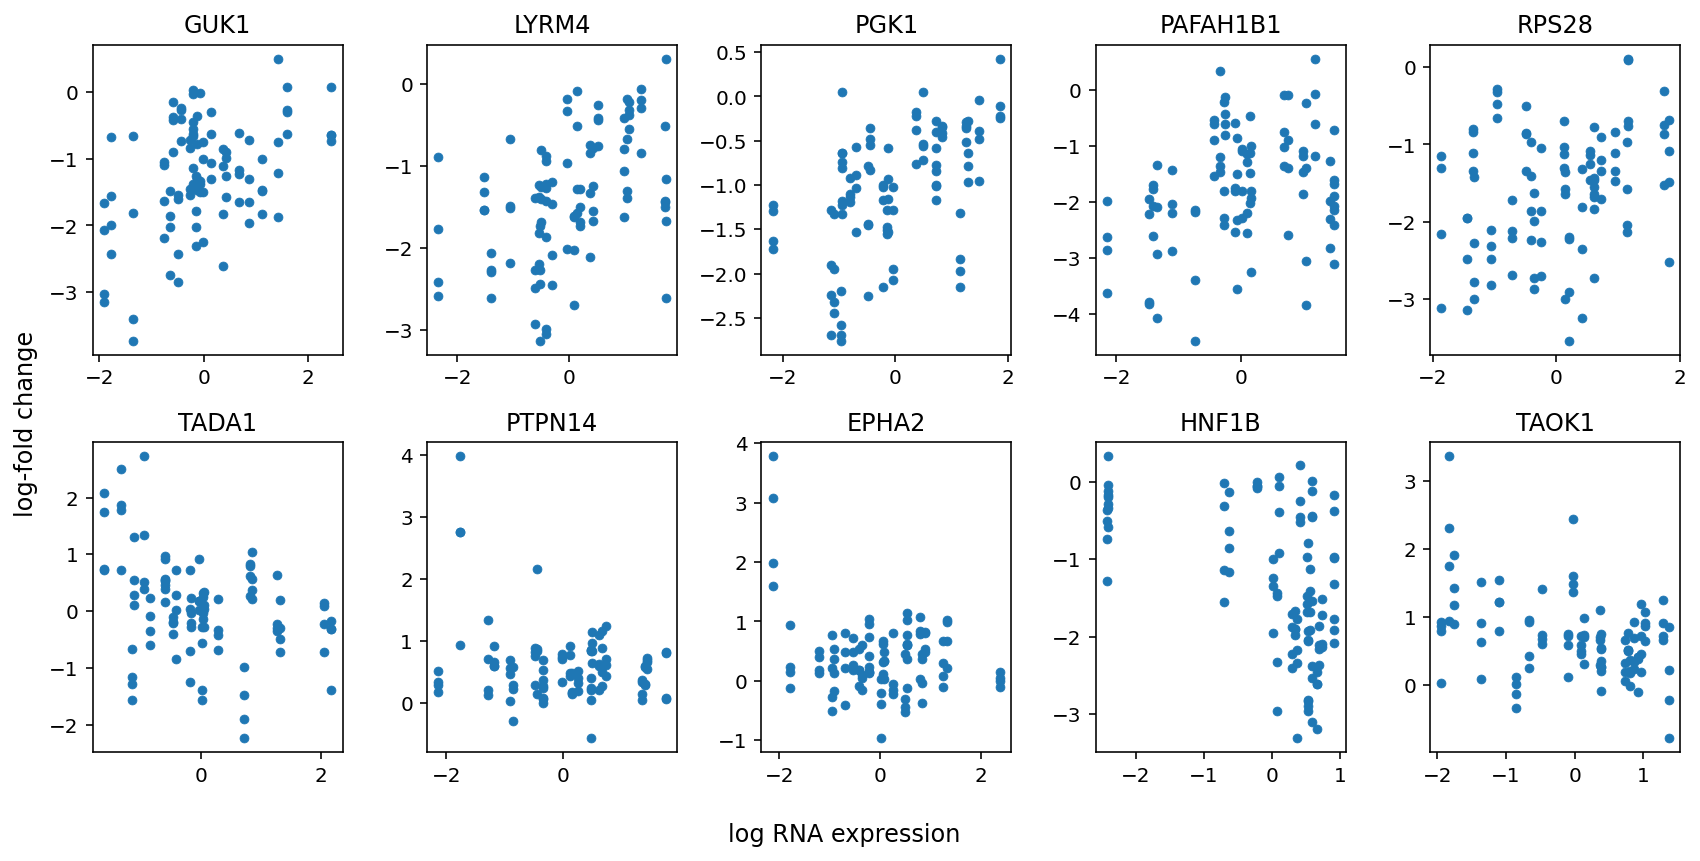 GUK1 LYRM4 PGK1 PAFAH1B1 RPS28
0 −1 −2 −3
−2 0 2
0 −1 −2 −3
−2 0
0.5 0.0 −0.5 −1.0 −1.5 −2.0 −2.5
−2 0 2
0 −1 −2 −3 −4
−2 0
0 −1 −2 −3
−2 0 2
log-fold change
TADA1 PTPN14 EPHA2 HNF1B TAOK1
2 1 0 −1 −2
0 2
4 3 2 1 0
−2 0
4 3 2 1 0 −1
−2 0 2
0 −1 −2 −3
−2 −1 0 1
3 2 1 0
−2 −1 0 1
log RNA expression